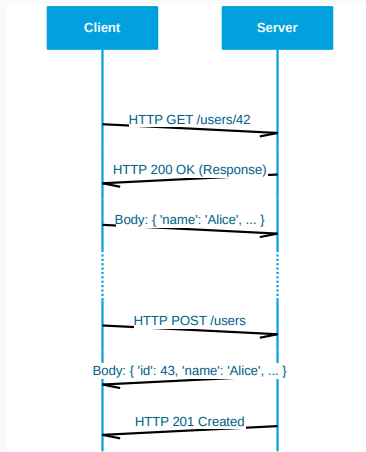 Client
Server
HTTP GET /users/42
HTTP 200 OK (Response)
Body: { 'name': 'Alice', ... }
HTTP POST /users
Body: { 'id': 43, 'name': 'Alice', ... }
HTTP 201 Created